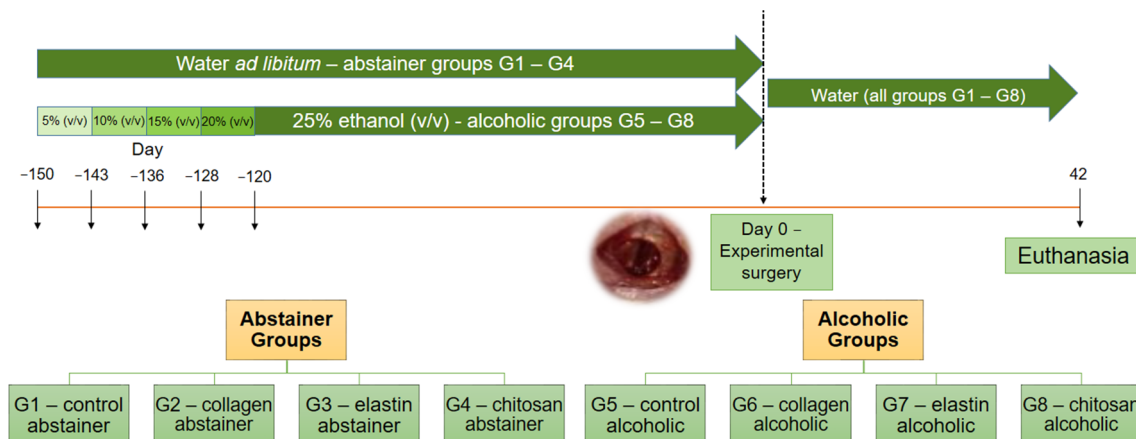 Water ad libitum – abstainer groups G1 – G4
Water (all groups G1 – G8)
5% (v/v) 10% (v/v) 15% (v/v) 20% (v/v) 25% ethanol (v/v) - alcoholic groups G5 – G8
Day
−150 −143 −136 −128 −120 42
Day 0 –
Experimental
surgery
Euthanasia
Abstainer
Groups
Alcoholic
Groups
G1 – control
abstainer
G2 – collagen
abstainer
G3 – elastin
abstainer
G4 – chitosan
abstainer
G5 – control
alcoholic
G6 – collagen
alcoholic
G7 – elastin
alcoholic
G8 – chitosan
alcoholic